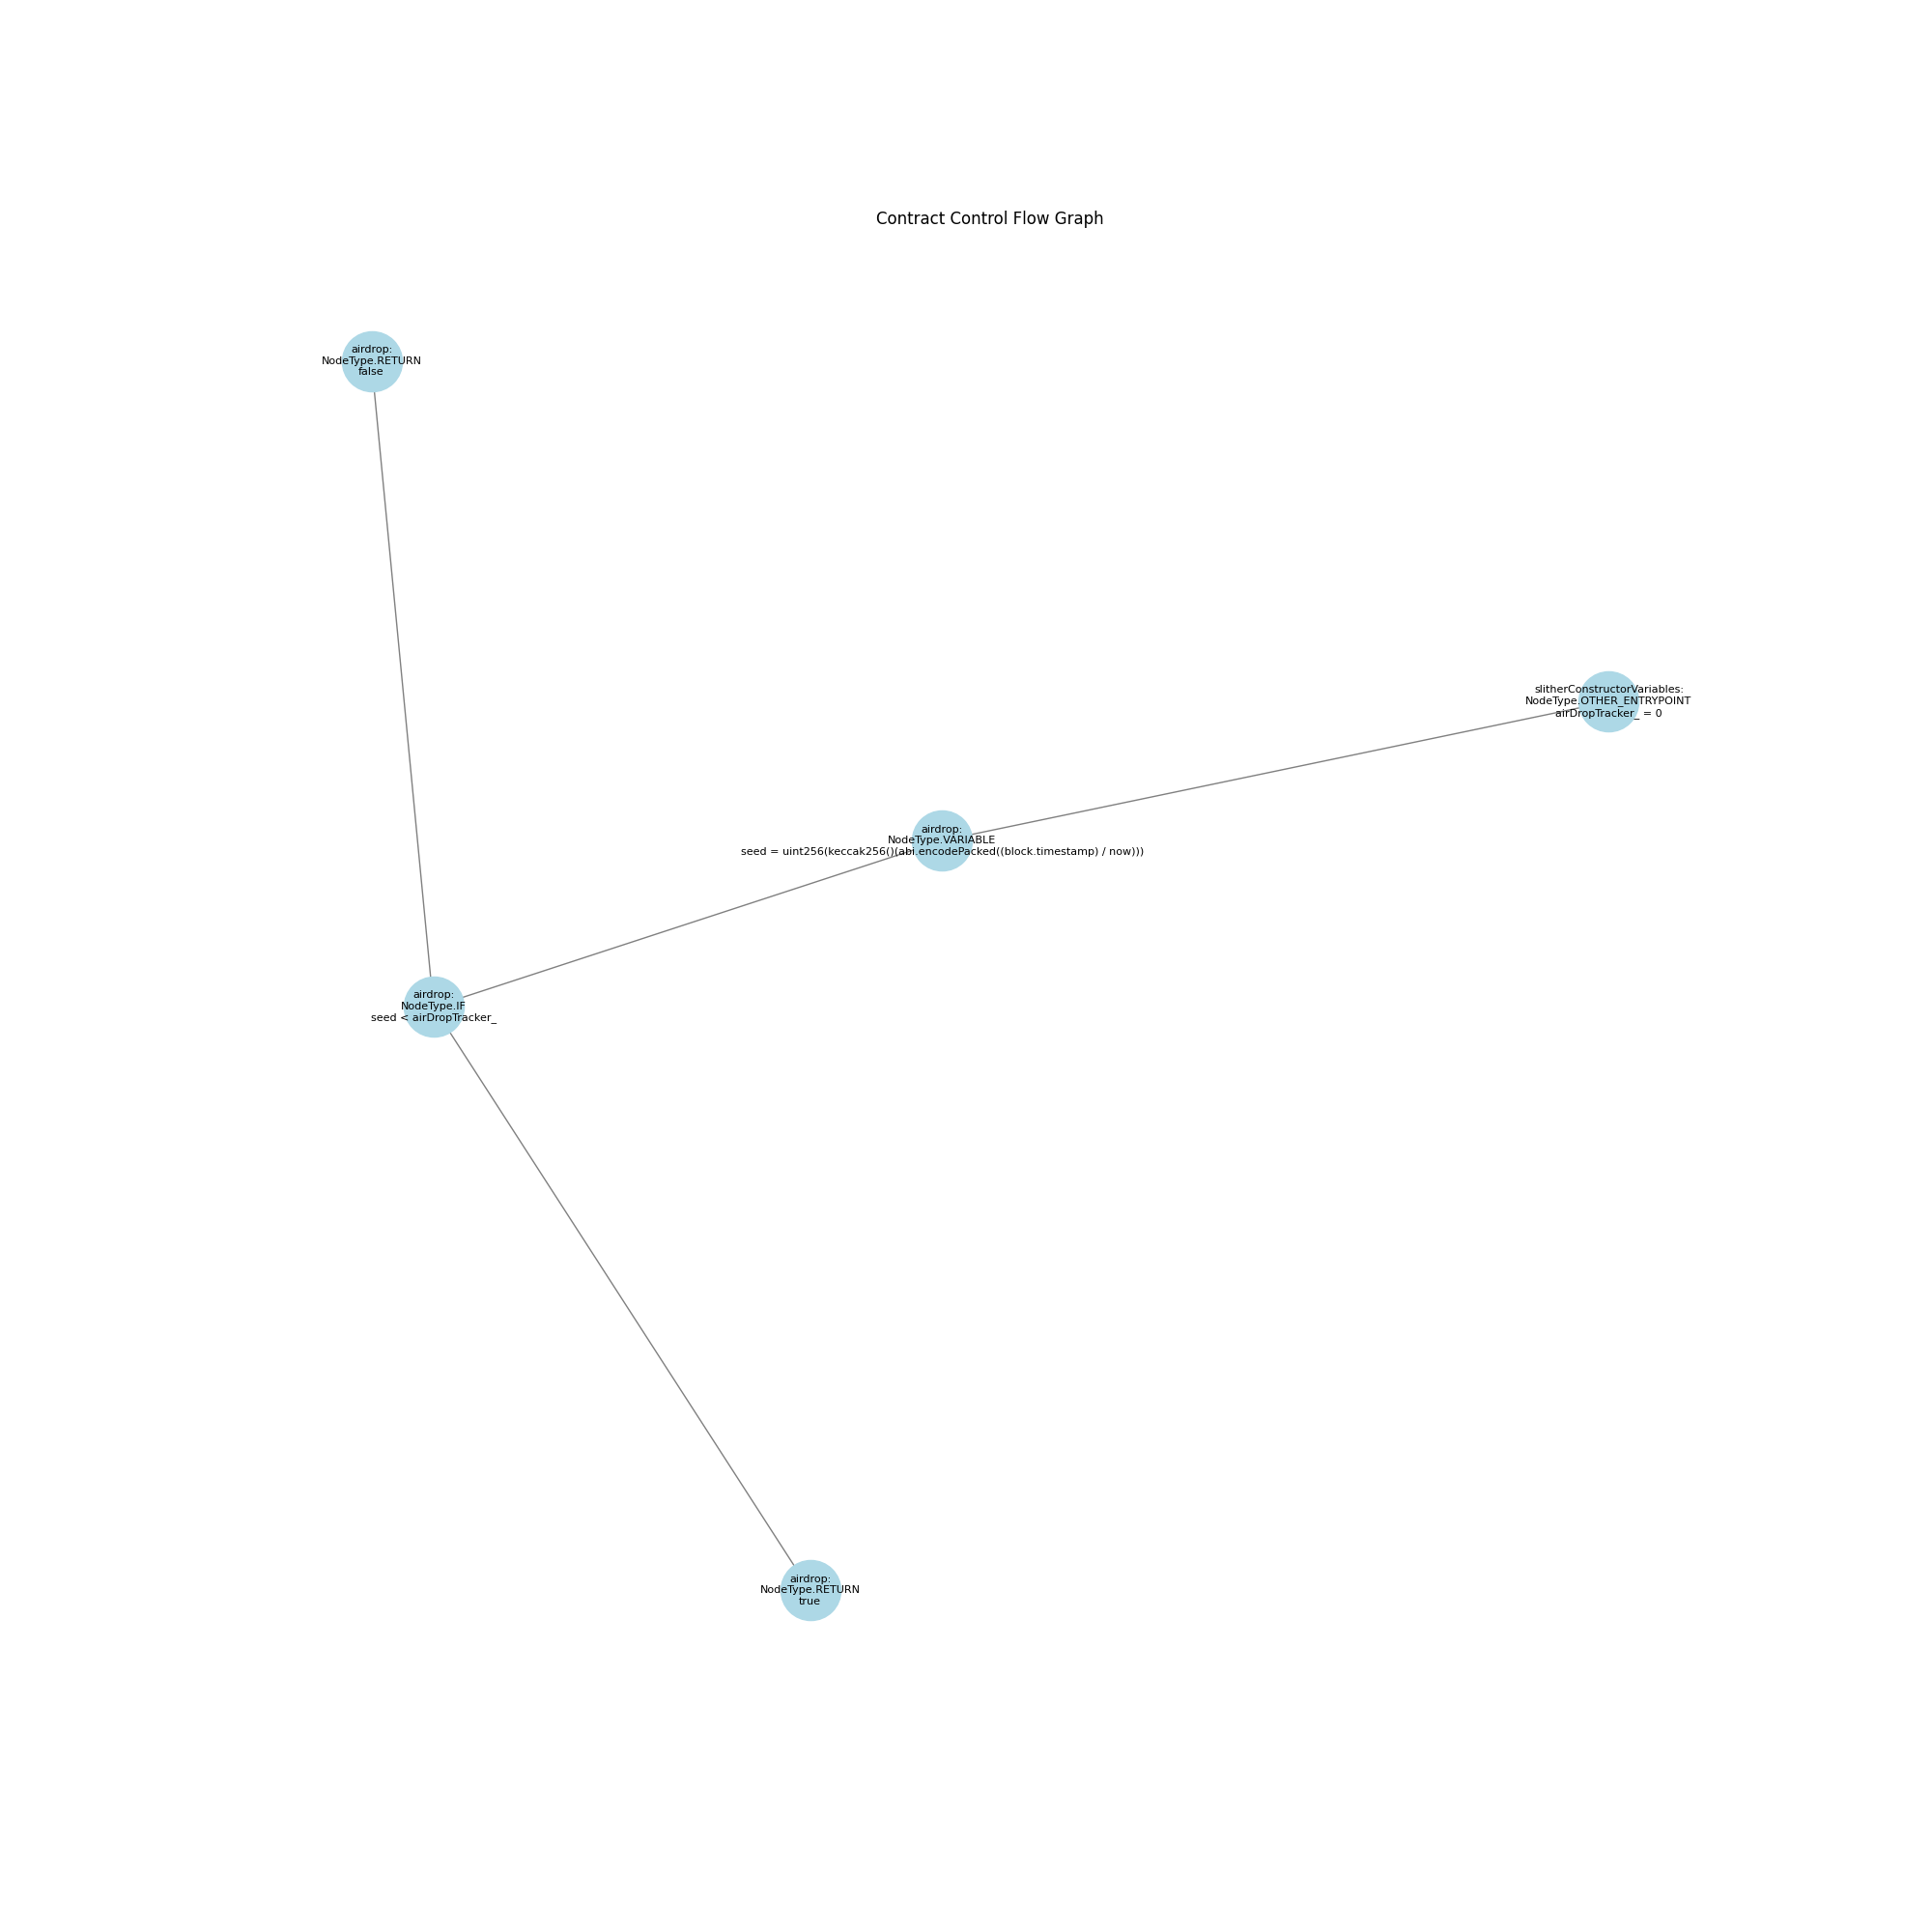 Contract Control Flow Graph
airdrop:
NodeType.RETURN
false
slitherConstructorVariables:
NodeType.OTHER_ENTRYPOINT
airDropTracker_ = 0
airdrop:
NodeType.VARIABLE
seed = uint256(keccak256()(abi.encodePacked((block.timestamp) / now)))
airdrop:
NodeType.IF
seed < airDropTracker_
airdrop:
NodeType.RETURN
true